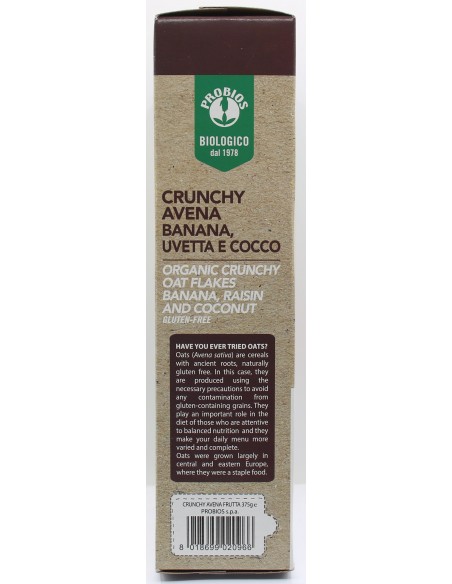 PROBIOS
BIOLOGICO
dal 1978
CRUNCHY
AVENA
BANANA,
UVETTA E COCCO
ORGANIC CRUNCHY
OAT FLAKES
BANANA, RAISIN
AND COCONUT
GLUTEN-FREE
HAVE YOU EVER TRIED OATS?
Oats (Avena sativa) are cereals
with ancient roots, naturally
gluten free. In this case, they
are produced using the
necessary precautions to avoid
any contamination from
gluten-containing grains. They
play an important role in the
diet of those who are attentive
to balanced nutrition and they
make your daily menu more
varied and complete.
Oats were grown largely in
central and eastern Europe,
where they were a staple food.
CRUNCHY AVENA FRUTTA 375g℮
PROBIOS s.p.a.
8 018699 020966